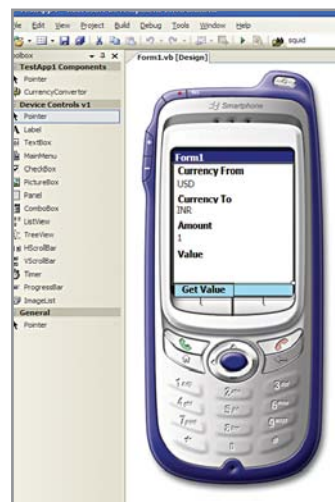 File Edit View Project Build Debug Tools Window Help
squid
Toolbox
Form1.vb [Design]
TestApp1 Components
Pointer
CurrencyConvertor
Device Controls v1
Pointer
Label
TextBox
MainMenu
CheckBox
PictureBox
Panel
ComboBox
ListView
TreeView
HScrollBar
VScrollBar
Timer
ProgressBar
ImageList
General
Pointer
Smartphone
Form1
Currency From
USD
Currency To
INR
Amount
1
Value
Get Value